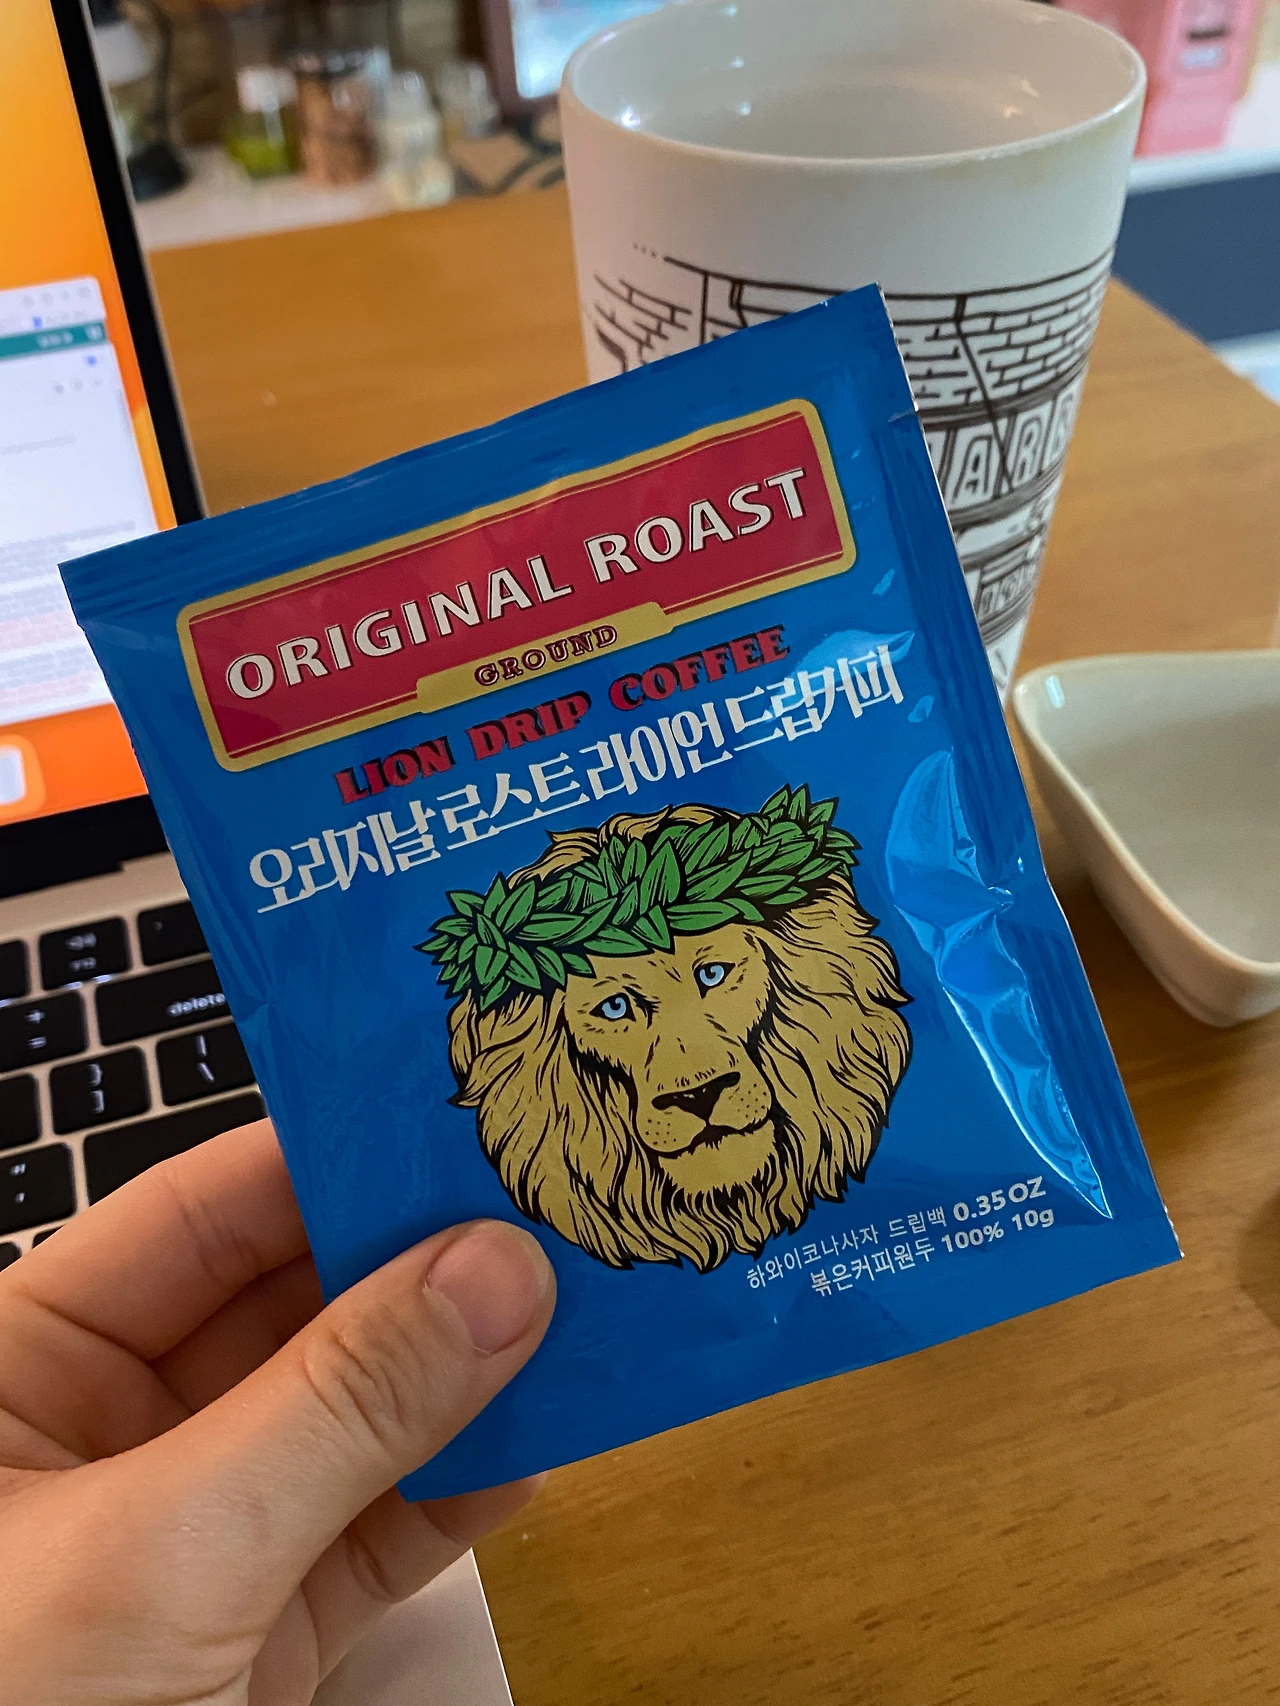 ORIGINAL ROAST
GROUND
LION DRIP COFFEE
오리지날 로스트 라이언 드립커피
하와이코나사자 드립백 0.35OZ
볶은커피원두 100% 10g
delete